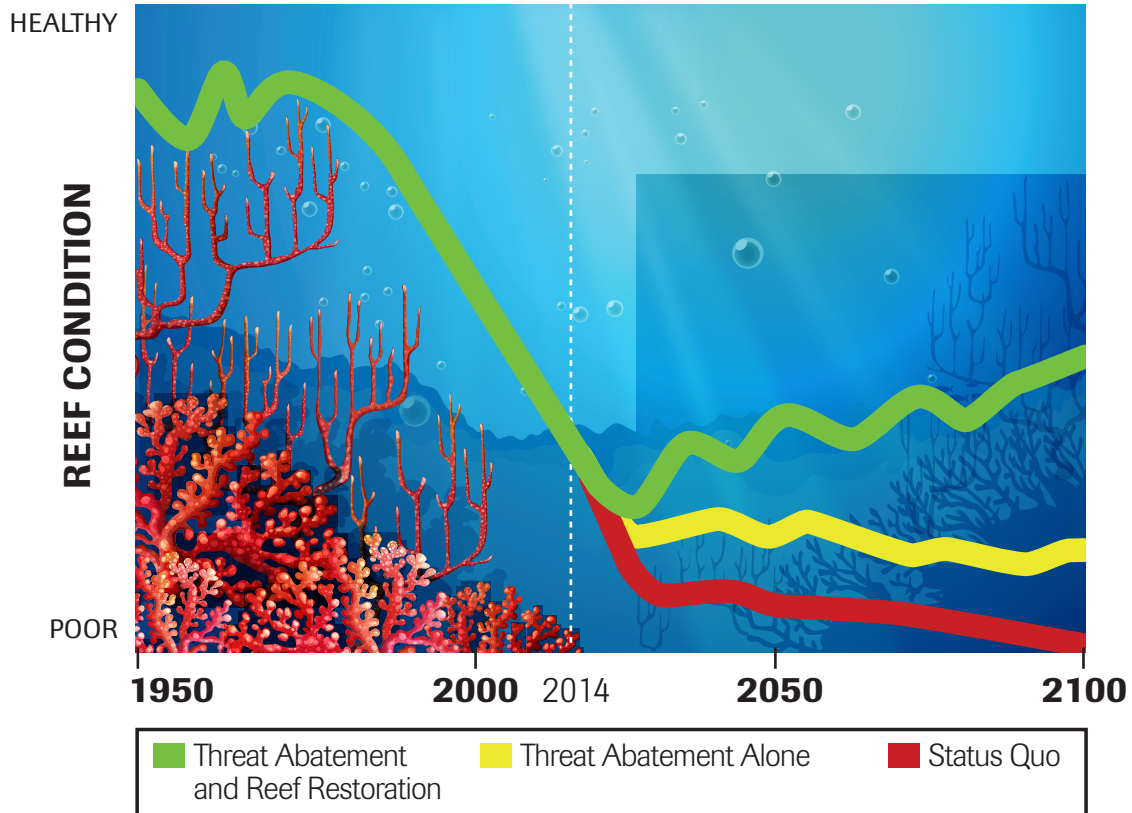 HEALTHY
REEF CONDITION
POOR
1950 2000 2014 2050 2100
Threat Abatement
and Reef Restoration
Threat Abatement Alone
Status Quo